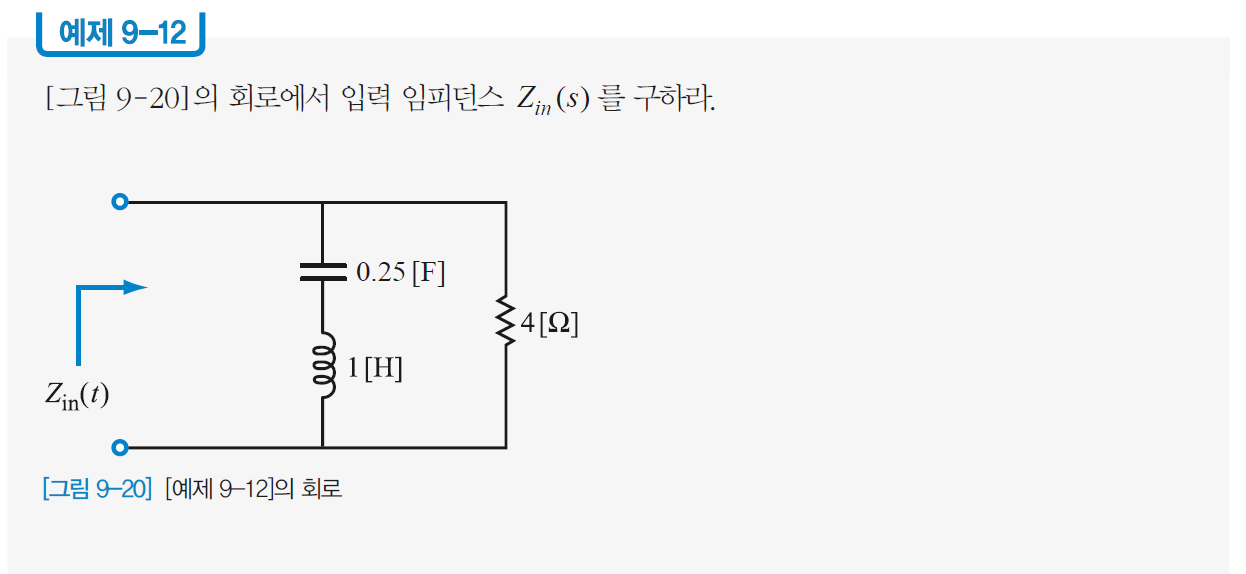 예제 9–12
[그림 9-20]의 회로에서 입력 임피던스 Zin(s)를 구하라.
0.25[F]
4[Ω]
1[H]
Zin(t)
[그림 9–20] [예제 9–12]의 회로